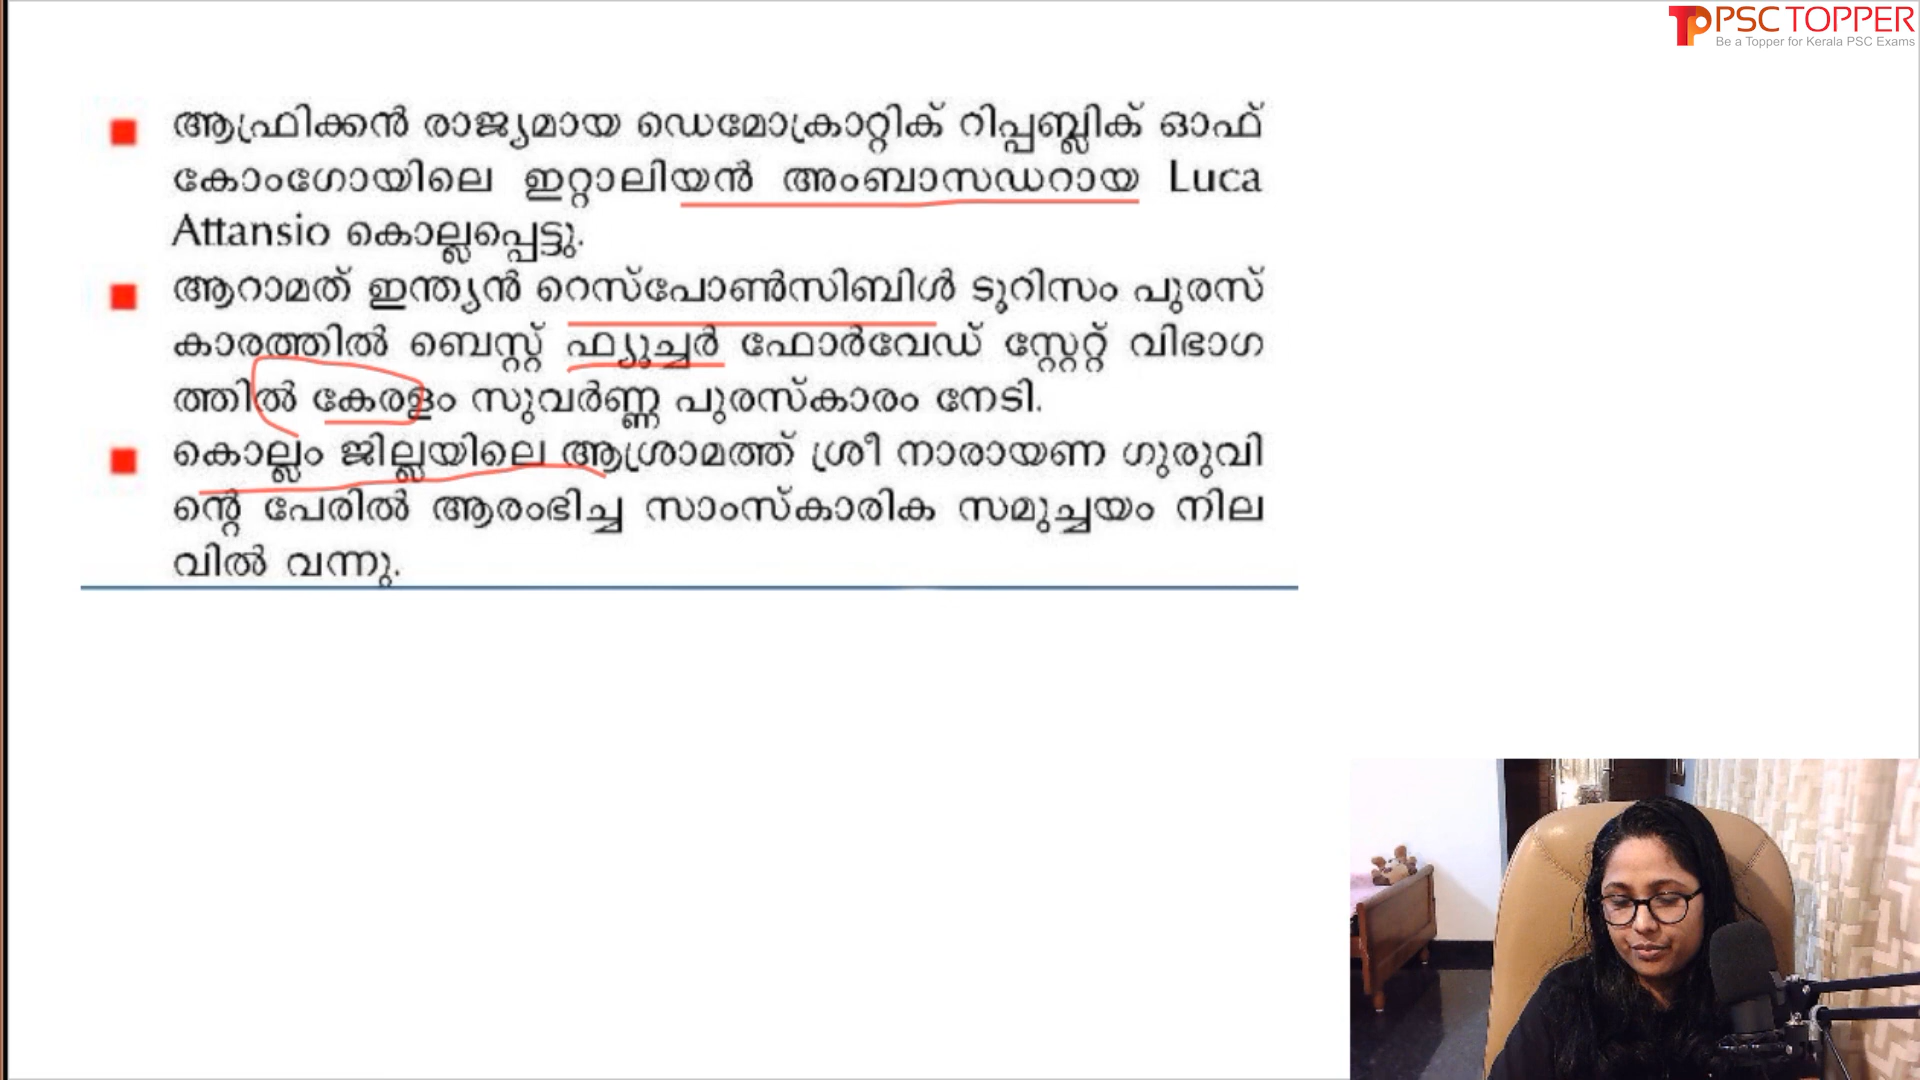 PSC TOPPER
Be a Topper for Kerala PSC Exams
ആഫ്രിക്കൻ രാജ്യമായ ഡെമോക്രാറ്റിക് റിപ്പബ്ലിക് ഓഫ്
കോംഗോയിലെ ഇറ്റാലിയൻ അംബാസഡറായ Luca
Attansio കൊല്ലപ്പെട്ടു.
ആറാമത് ഇന്ത്യൻ റെസ്പോൺസിബിൾ ടൂറിസം പുരസ്
കാരത്തിൽ ബെസ്റ്റ് ഫ്യൂച്ചർ ഫോർവേഡ് സ്റ്റേറ്റ് വിഭാഗ
ത്തിൽ കേരളം സുവർണ്ണ പുരസ്കാരം നേടി.
കൊല്ലം ജില്ലയിലെ ആശ്രാമത്ത് ശ്രീ നാരായണ ഗുരുവി
ന്റെ പേരിൽ ആരംഭിച്ച സാംസ്കാരിക സമുച്ചയം നില
വിൽ വന്നു.